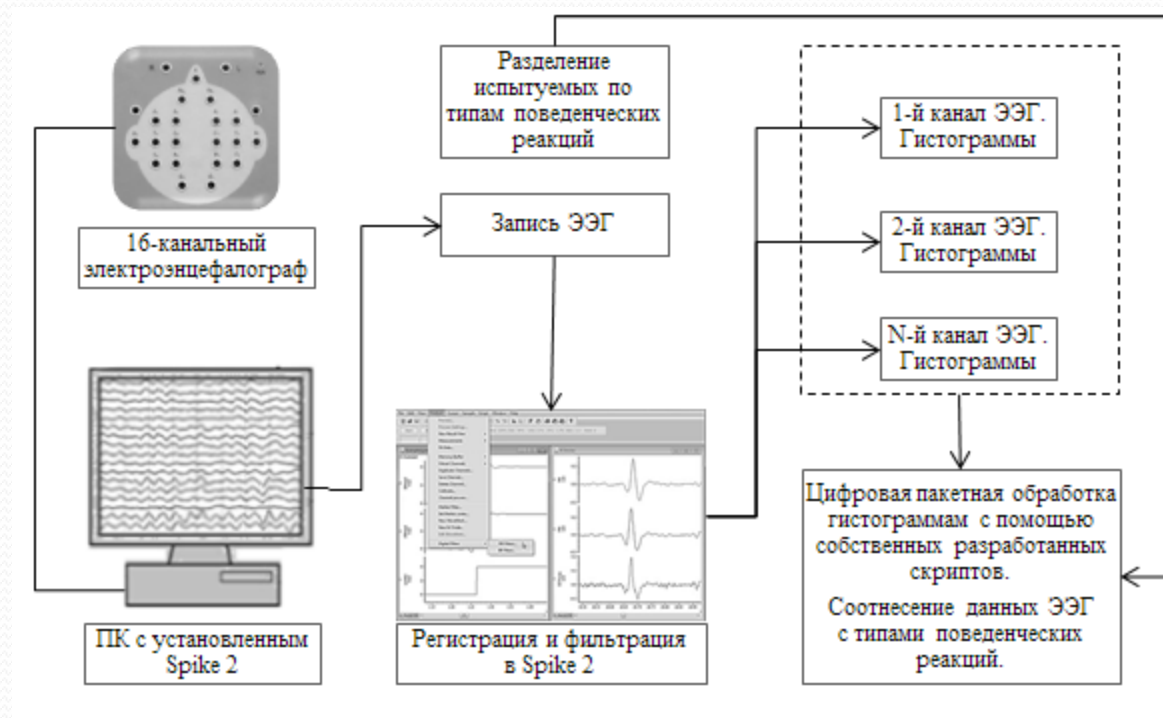 16-канальный
электроэнцефалограф
ПК с установленным
Spike 2
Разделение
испытуемых по
типам поведенческих
реакций
Запись ЭЭГ
Регистрация и фильтрация
в Spike 2
1-й канал ЭЭГ.
Гистограммы
2-й канал ЭЭГ.
Гистограммы
N-й канал ЭЭГ.
Гистограммы
Цифровая пакетная обработка
гистограммам с помощью
собственных разработанных
скриптов.
Соотнесение данных ЭЭГ
с типами поведенческих
реакций.